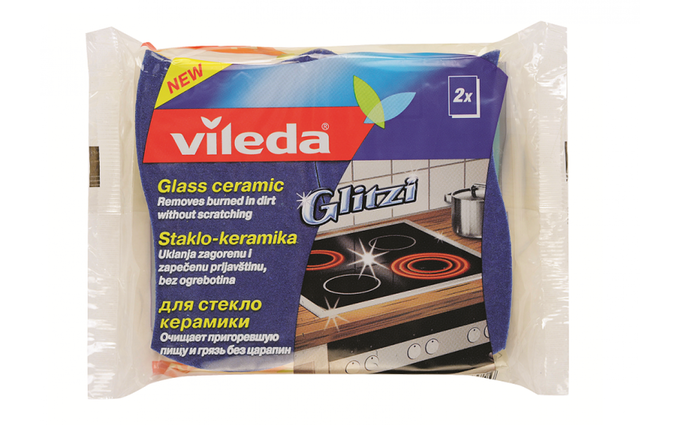 NEW
2x
vileda®
Glass ceramic
Removes burned in dirt
without scratching
Glitzi
Staklo-keramika
Uklanja zagorenu i
zapečenu prljavštinu,
bez ogrebotina
для стекло
керамики
Очищает пригоревшую
пищу и грязь без царапин